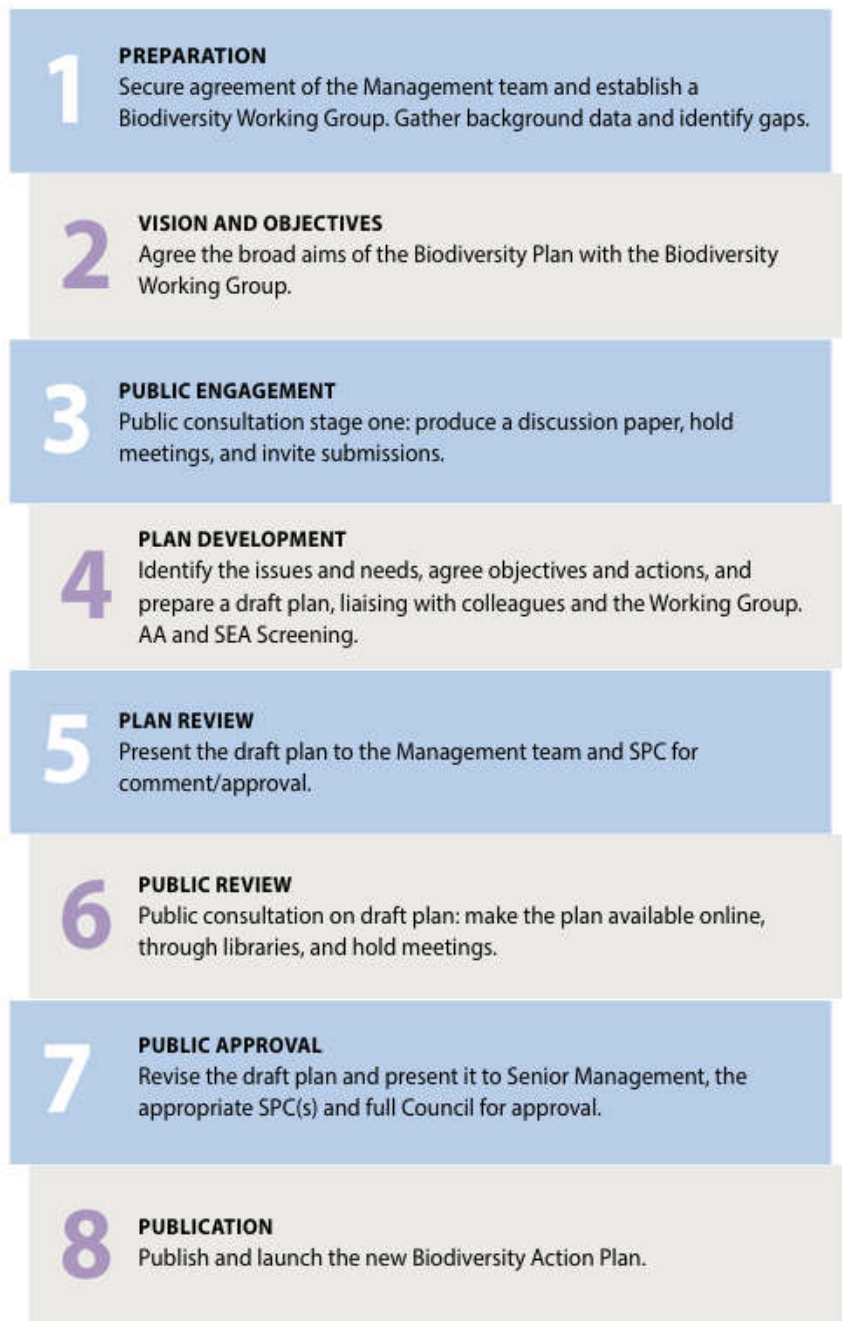 1
PREPARATION
Secure agreement of the Management team and establish a
Biodiversity Working Group. Gather background data and identify gaps.
2
VISION AND OBJECTIVES
Agree the broad aims of the Biodiversity Plan with the Biodiversity
Working Group.
3
PUBLIC ENGAGEMENT
Public consultation stage one: produce a discussion paper, hold
meetings, and invite submissions.
4
PLAN DEVELOPMENT
Identify the issues and needs, agree objectives and actions, and
prepare a draft plan, liaising with colleagues and the Working Group.
AA and SEA Screening.
5
PLAN REVIEW
Present the draft plan to the Management team and SPC for
comment/approval.
6
PUBLIC REVIEW
Public consultation on draft plan: make the plan available online,
through libraries, and hold meetings.
7
PUBLIC APPROVAL
Revise the draft plan and present it to Senior Management, the
appropriate SPC(s) and full Council for approval.
8
PUBLICATION
Publish and launch the new Biodiversity Action Plan.